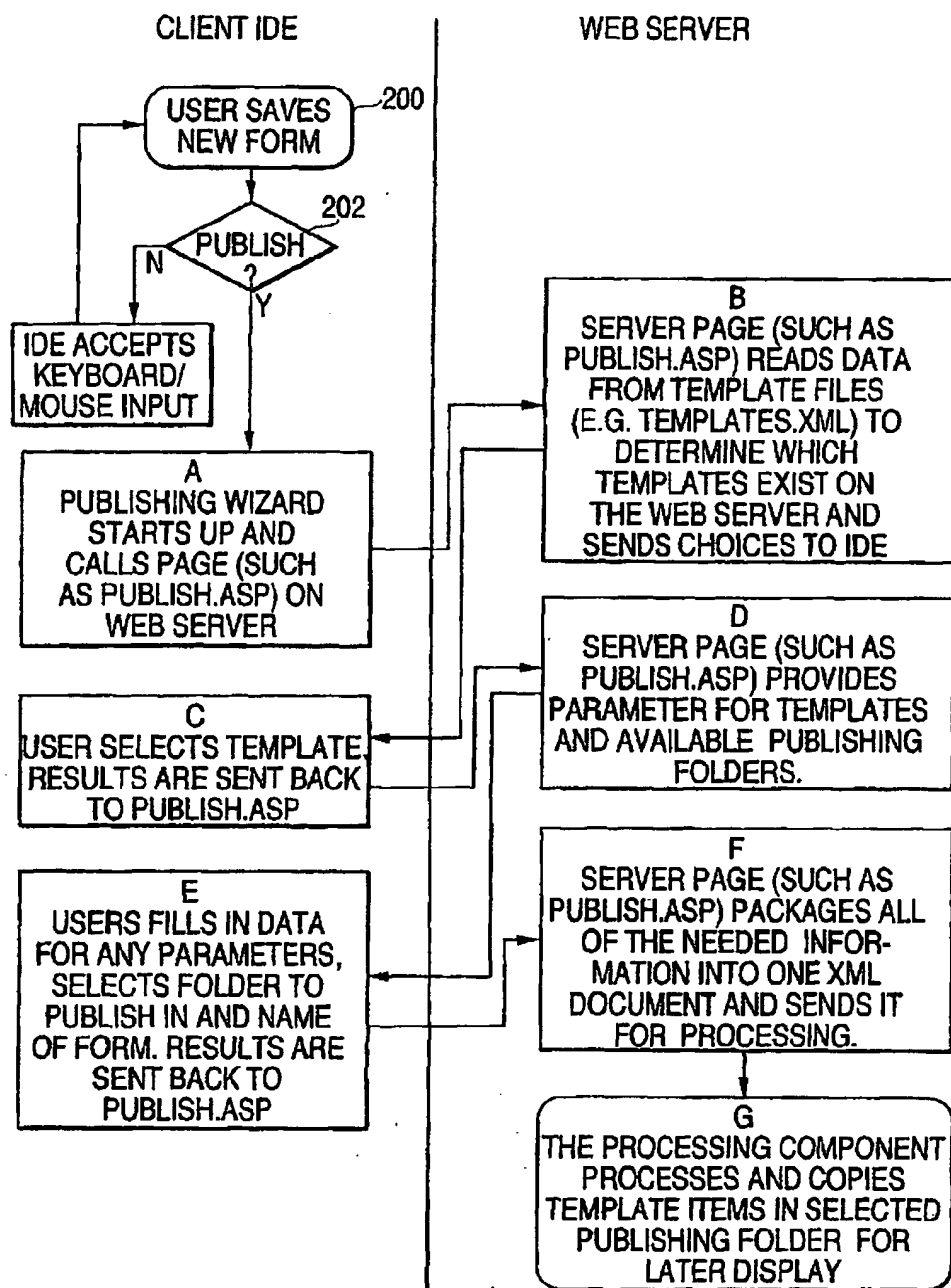 CLIENT IDE
WEB SERVER
USER SAVES
NEW FORM
200
PUBLISH
?
202
N
Y
IDE ACCEPTS
KEYBOARD/
MOUSE INPUT
A
PUBLISHING WIZARD
STARTS UP AND
CALLS PAGE (SUCH
AS PUBLISH.ASP) ON
WEB SERVER
B
SERVER PAGE (SUCH AS
PUBLISH.ASP) READS DATA
FROM TEMPLATE FILES
(E.G. TEMPLATES.XML) TO
DETERMINE WHICH
TEMPLATES EXIST ON
THE WEB SERVER AND
SENDS CHOICES TO IDE
C
USER SELECTS TEMPLATE.
RESULTS ARE SENT BACK
TO PUBLISH.ASP
D
SERVER PAGE (SUCH AS
PUBLISH.ASP) PROVIDES
PARAMETER FOR TEMPLATES
AND AVAILABLE PUBLISHING
FOLDERS.
E
USERS FILLS IN DATA
FOR ANY PARAMETERS,
SELECTS FOLDER TO
PUBLISH IN AND NAME
OF FORM. RESULTS ARE
SENT BACK TO
PUBLISH.ASP
F
SERVER PAGE (SUCH AS
PUBLISH.ASP) PACKAGES ALL
OF THE NEEDED INFOR-
MATION INTO ONE XML
DOCUMENT AND SENDS IT
FOR PROCESSING.
G
THE PROCESSING COMPONENT
PROCESSES AND COPIES
TEMPLATE ITEMS IN SELECTED
PUBLISHING FOLDER FOR
LATER DISPLAY